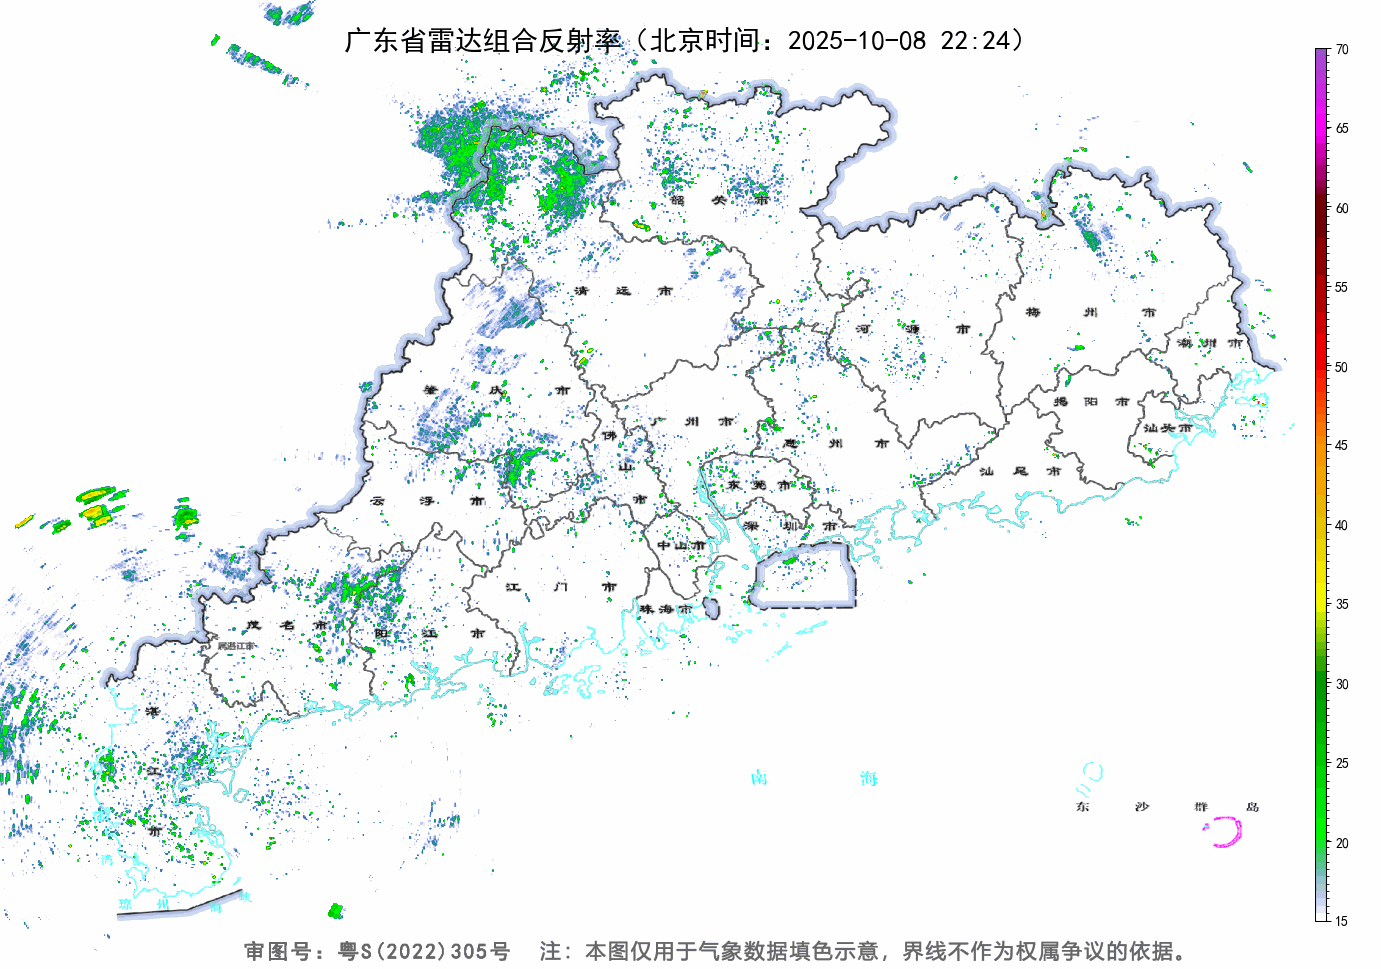 广东省雷达组合反射率（北京时间：2025-10-08 22:24）
70
65
60
55
50
45
40
35
30
25
20
15
韶关市
清远市
河源市
梅州市
潮州市
肇庆市
揭阳市
汕头市
广州市
佛山市
惠州市
汕尾市
云浮市
东莞市
深圳市
中山市
江门市
珠海市
茂名市
阳江市
属湛江市
湛江市
南海
东沙群岛
湾
琼州海峡
审图号：粤S(2022)305号 注：本图仅用于气象数据填色示意，界线不作为权属争议的依据。